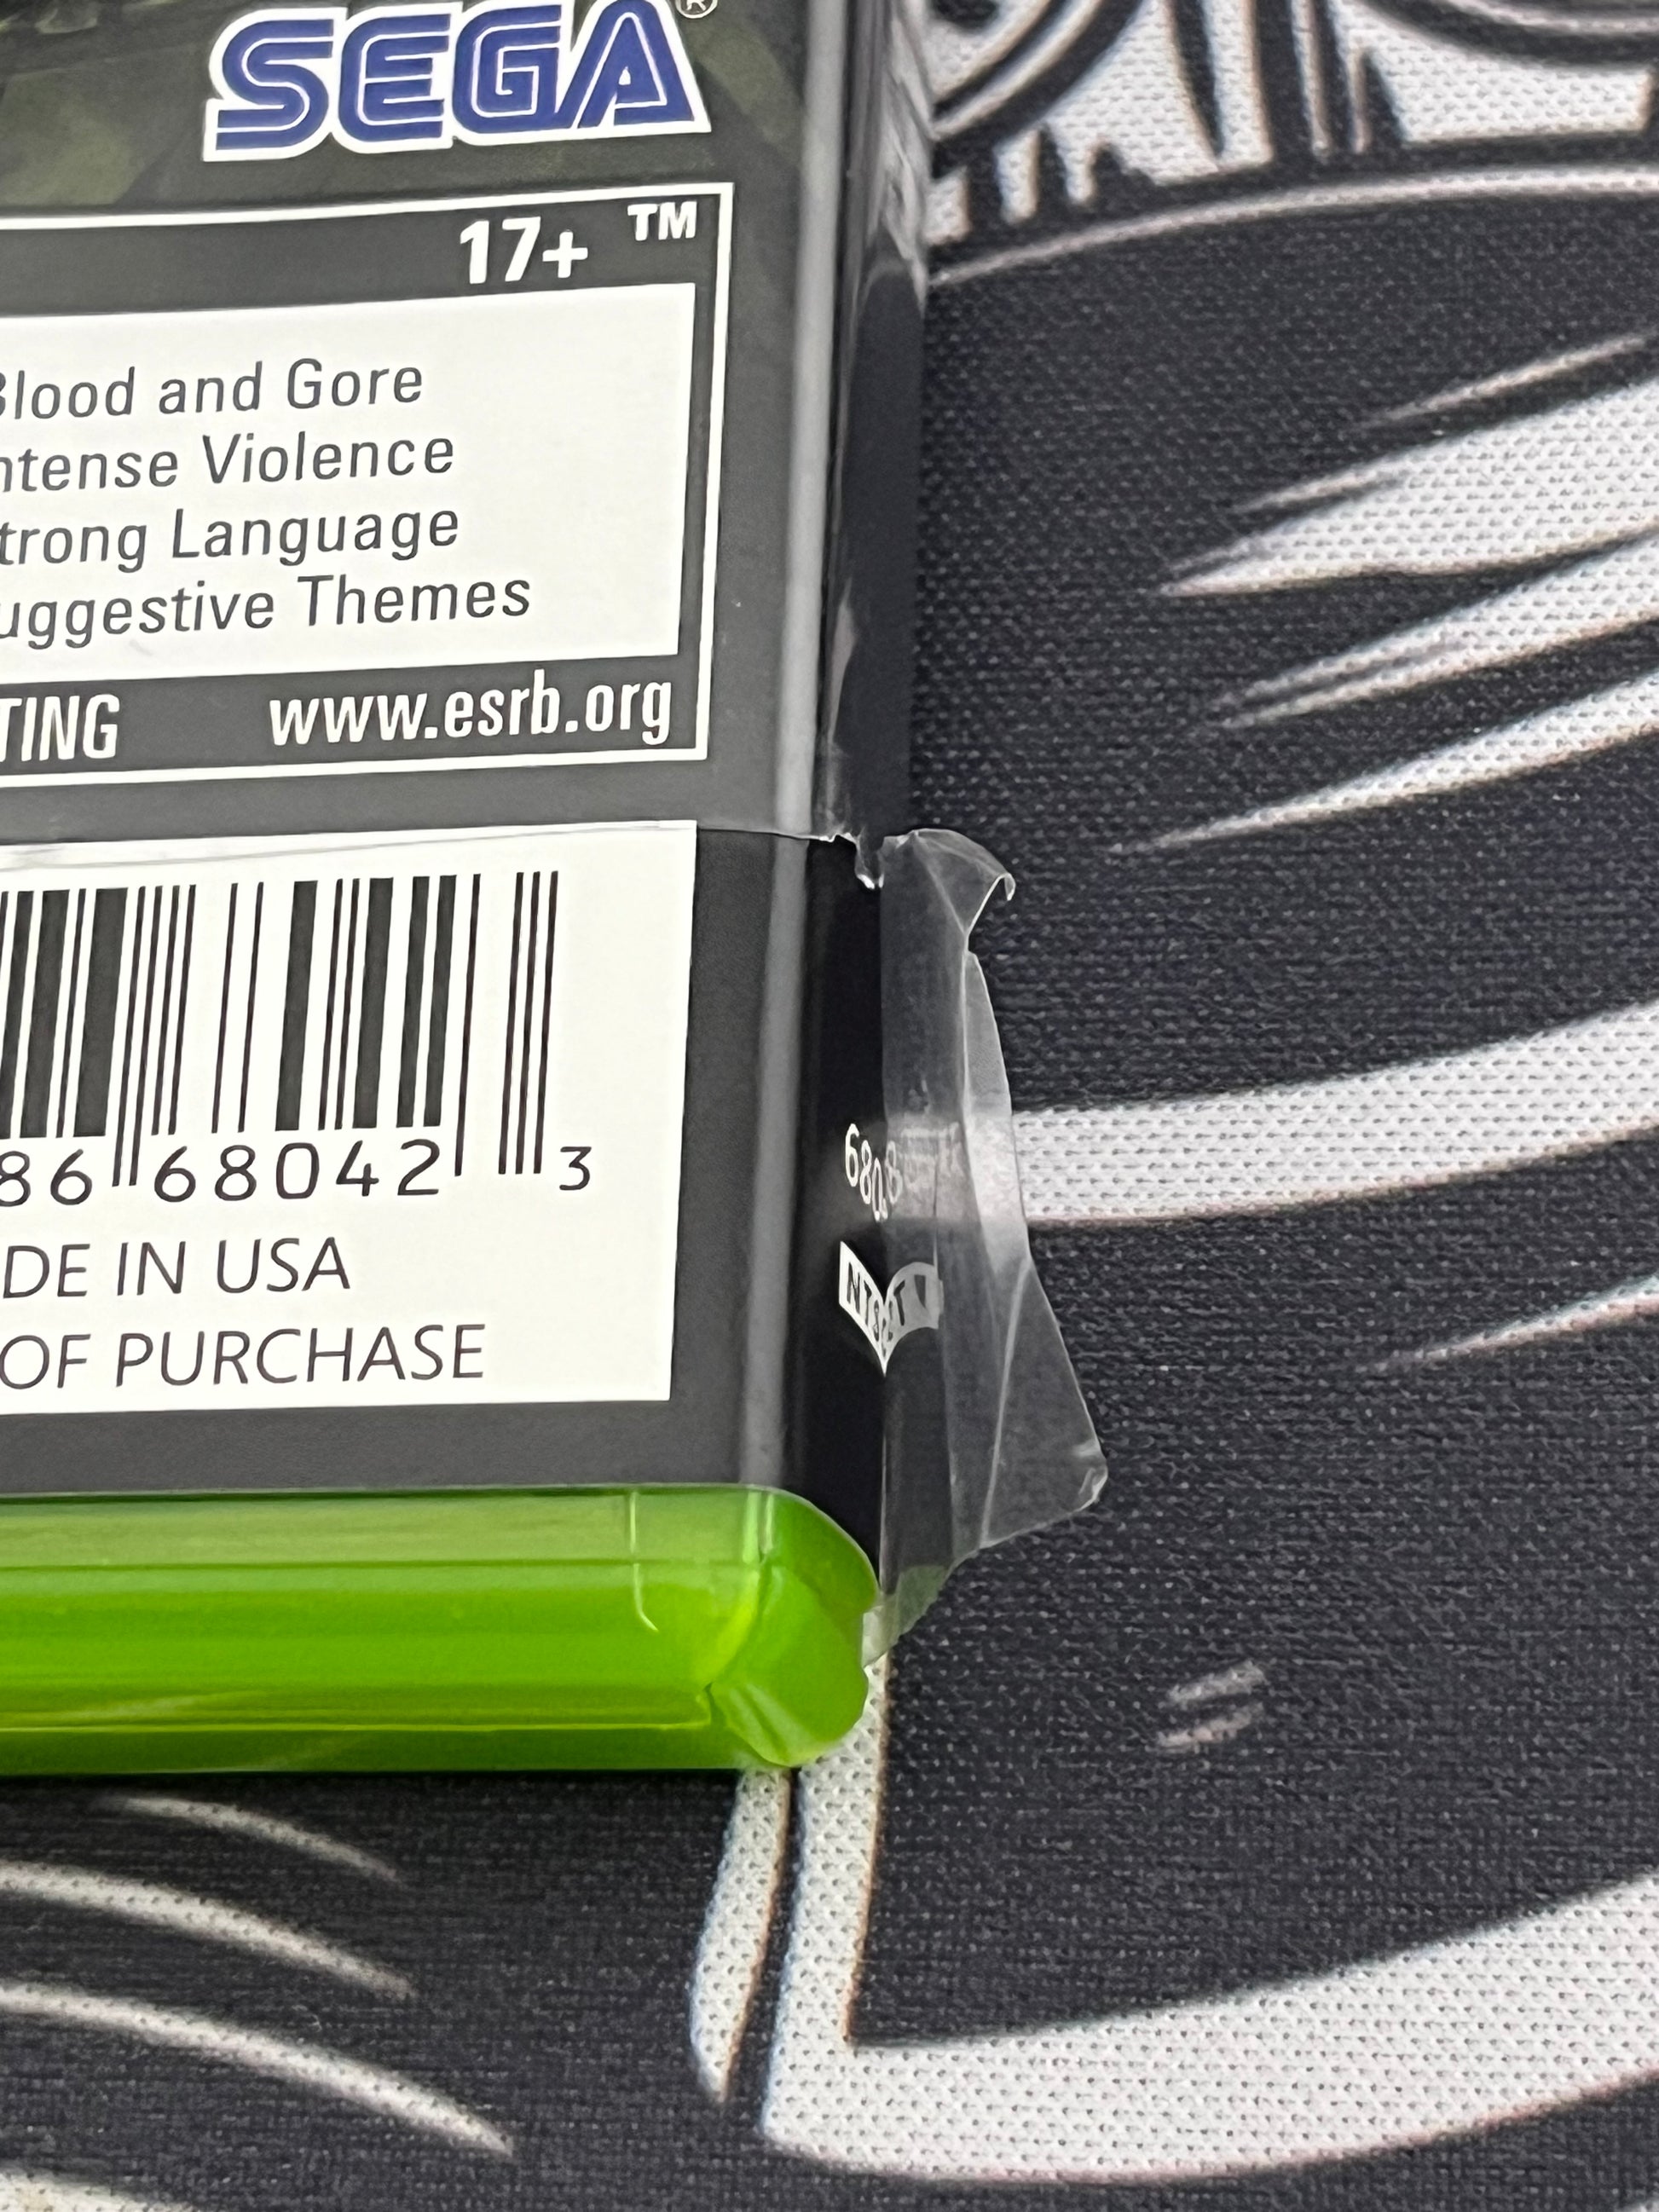 SEGA®
17+ ™
Blood and Gore
ntense Violence
trong Language
uggestive Themes
TING www.esrb.org
86 68042 3
DE IN USA
OF PURCHASE
680